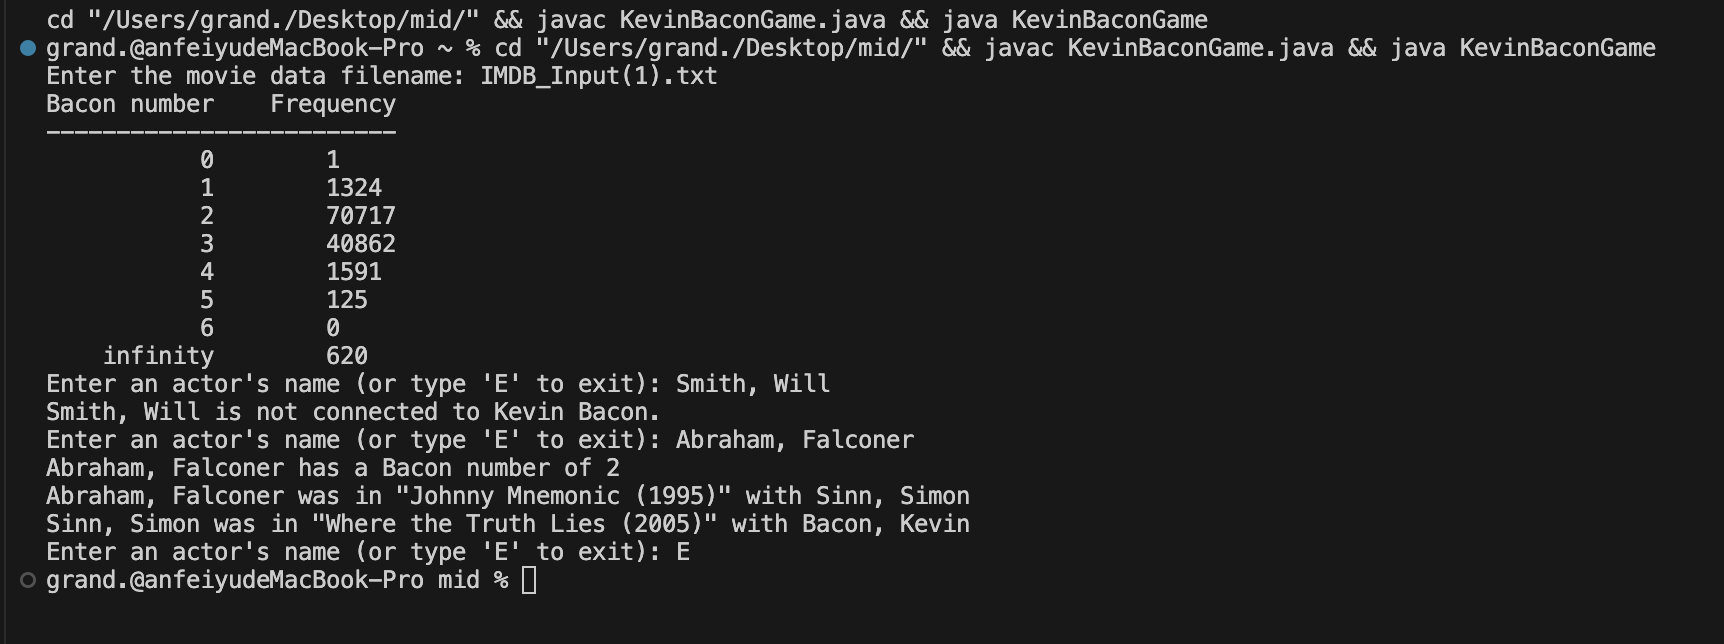 cd "/Users/grand./Desktop/mid/" && javac KevinBaconGame.java && java KevinBaconGame
grand.@anfeiyudeMacBook-Pro ~ % cd "/Users/grand./Desktop/mid/" && javac KevinBaconGame.java && java KevinBaconGame
Enter the movie data filename: IMDB_Input(1).txt
Bacon number    Frequency
-------------------------
           0        1
           1        1324
           2        70717
           3        40862
           4        1591
           5        125
           6        0
    infinity        620
Enter an actor's name (or type 'E' to exit): Smith, Will
Smith, Will is not connected to Kevin Bacon.
Enter an actor's name (or type 'E' to exit): Abraham, Falconer
Abraham, Falconer has a Bacon number of 2
Abraham, Falconer was in "Johnny Mnemonic (1995)" with Sinn, Simon
Sinn, Simon was in "Where the Truth Lies (2005)" with Bacon, Kevin
Enter an actor's name (or type 'E' to exit): E
grand.@anfeiyudeMacBook-Pro mid %